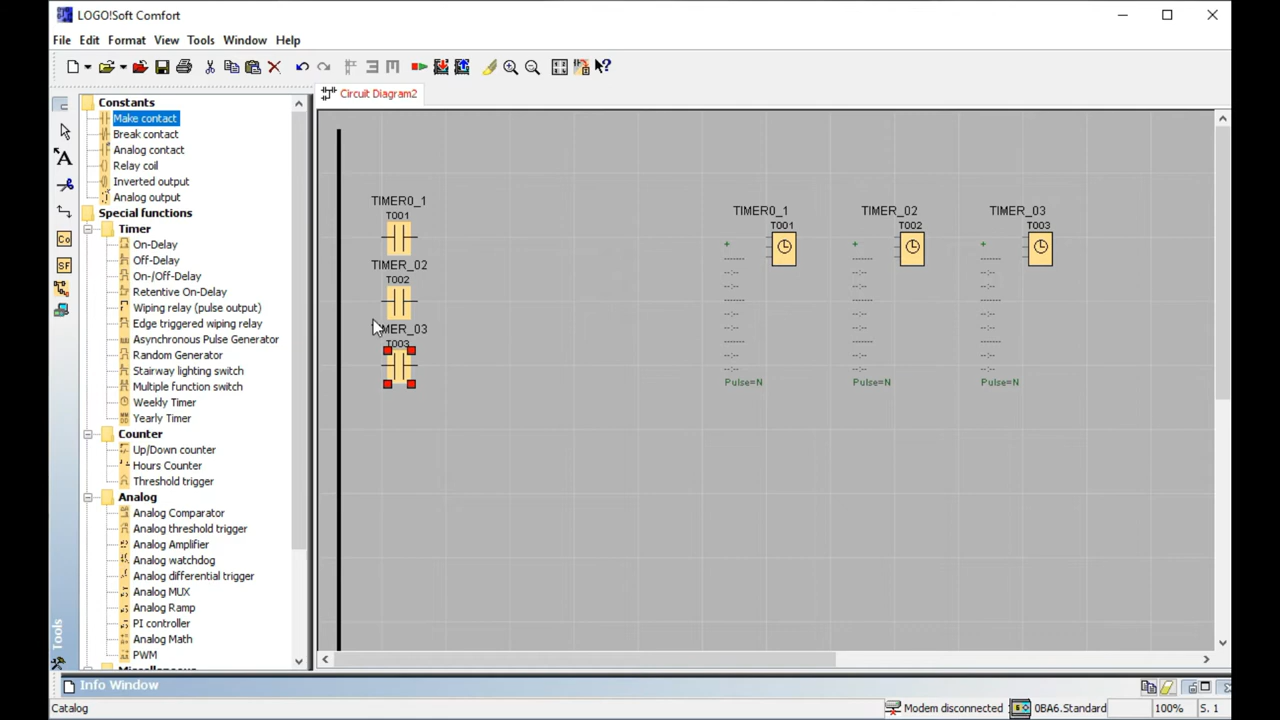 LOGO!Soft Comfort
File Edit Format View Tools Window Help
Circuit Diagram2
Constants
Make contact
Break contact
Analog contact
Relay coil
Inverted output
Analog output
Special functions
Timer
On-Delay
Off-Delay
On-/Off-Delay
Retentive On-Delay
Wiping relay (pulse output)
Edge triggered wiping relay
Asynchronous Pulse Generator
Random Generator
Stairway lighting switch
Multiple function switch
Weekly Timer
Yearly Timer
Counter
Up/Down counter
Hours Counter
Threshold trigger
Analog
Analog Comparator
Analog threshold trigger
Analog Amplifier
Analog watchdog
Analog differential trigger
Analog MUX
Analog Ramp
PI controller
Analog Math
PWM
A
Co
SF
Tools
TIMER0_1
T001
TIMER_02
T002
MER_03
T003
TIMER0_1 TIMER_02 TIMER_03
T001 T002 T003
+ + +
------ ------ ------
--:-- --:-- --:--
--:-- --:-- --:--
------ ------ ------
--:-- --:-- --:--
--:-- --:-- --:--
------ ------ ------
--:-- --:-- --:--
--:-- --:-- --:--
Pulse=N Pulse=N Pulse=N
Info Window
Catalog Modem disconnected 0BA6.Standard 100% S. 1